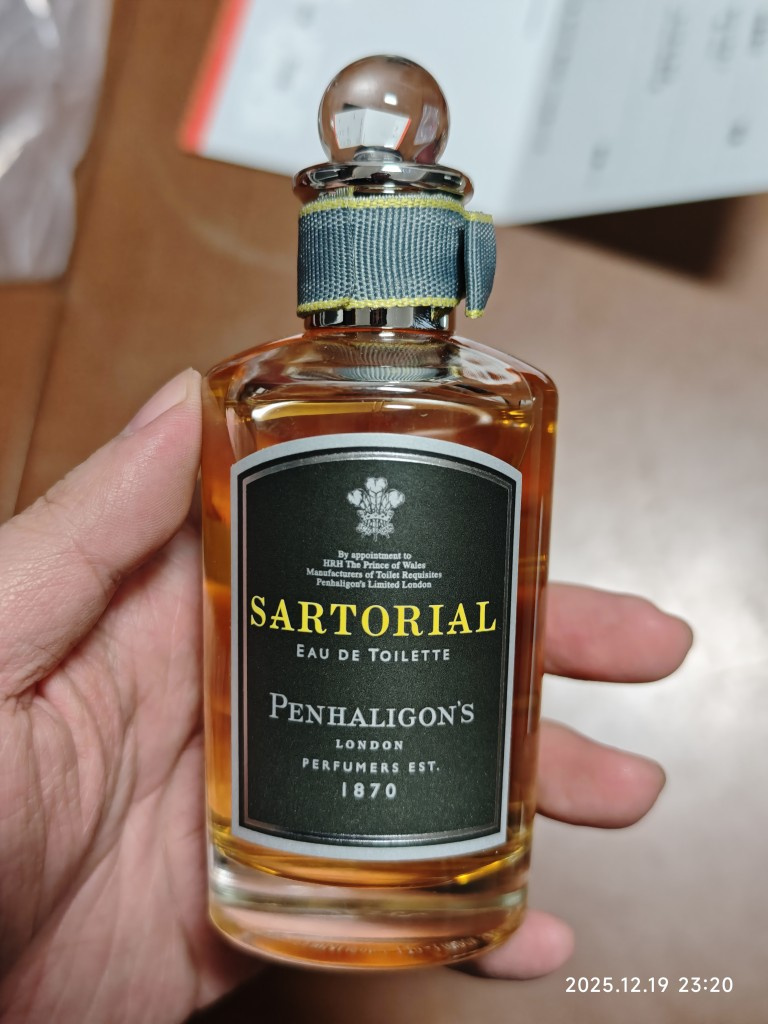 By appointment to
HRH The Prince of Wales
Manufacturers of Toilet Requisites
Penhaligon's Limited London
SARTORIAL
EAU DE TOILETTE
PENHALIGON'S
LONDON
PERFUMERS EST.
1870
2025.12.19 23:20